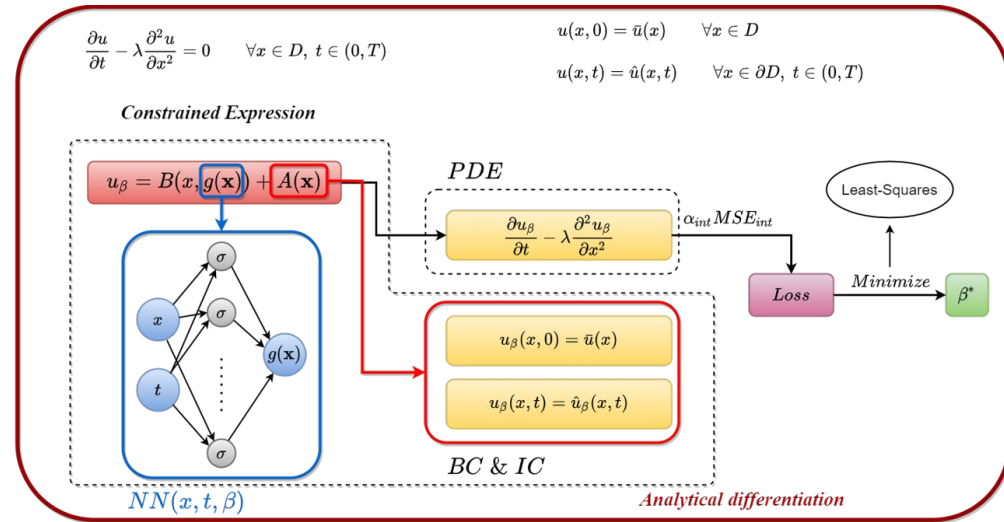 ∂u/∂t − λ ∂²u/∂x² = 0 ∀x ∈ D, t ∈ (0, T)
u(x, 0) = ū(x) ∀x ∈ D
u(x, t) = û(x, t) ∀x ∈ ∂D, t ∈ (0, T)
Constrained Expression
u_β = B(x, g(𝐱)) + A(𝐱)
PDE
∂u_β/∂t − λ ∂²u_β/∂x²
α_int MSE_int
Least-Squares
Loss
Minimize
β*
σ
x
σ
g(𝐱)
t
σ
u_β(x, 0) = ū(x)
u_β(x, t) = û_β(x, t)
BC & IC
NN(x, t, β)
Analytical differentiation